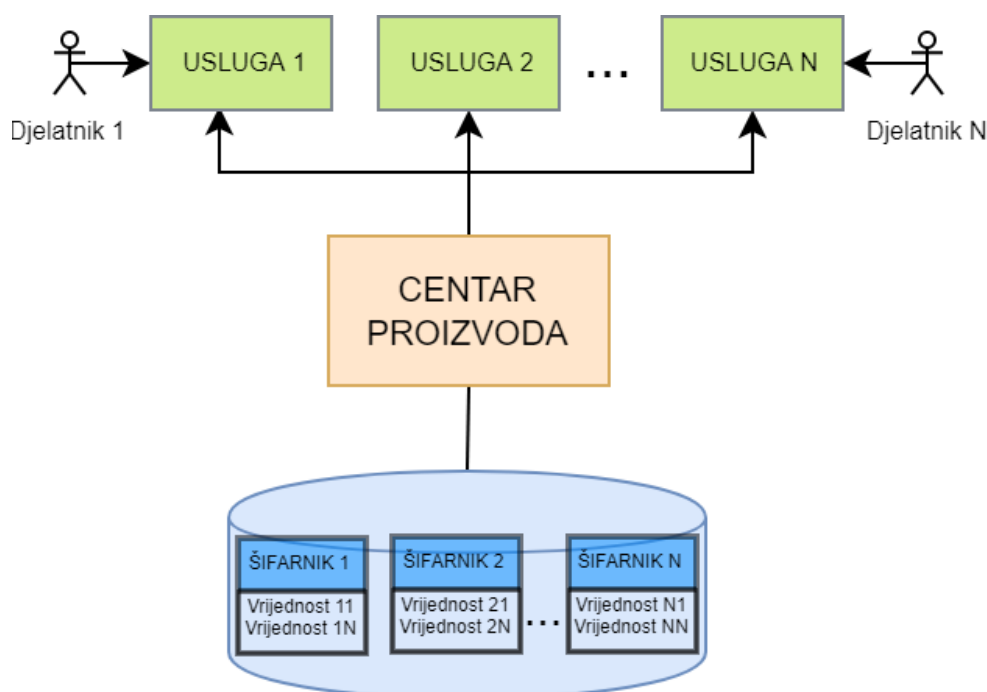 USLUGA 1
USLUGA 2
...
USLUGA N
Djelatnik 1
Djelatnik N
CENTAR
PROIZVODA
ŠIFARNIK 1
Vrijednost 11
Vrijednost 1N
ŠIFARNIK 2
Vrijednost 21
Vrijednost 2N
...
ŠIFARNIK N
Vrijednost N1
Vrijednost NN